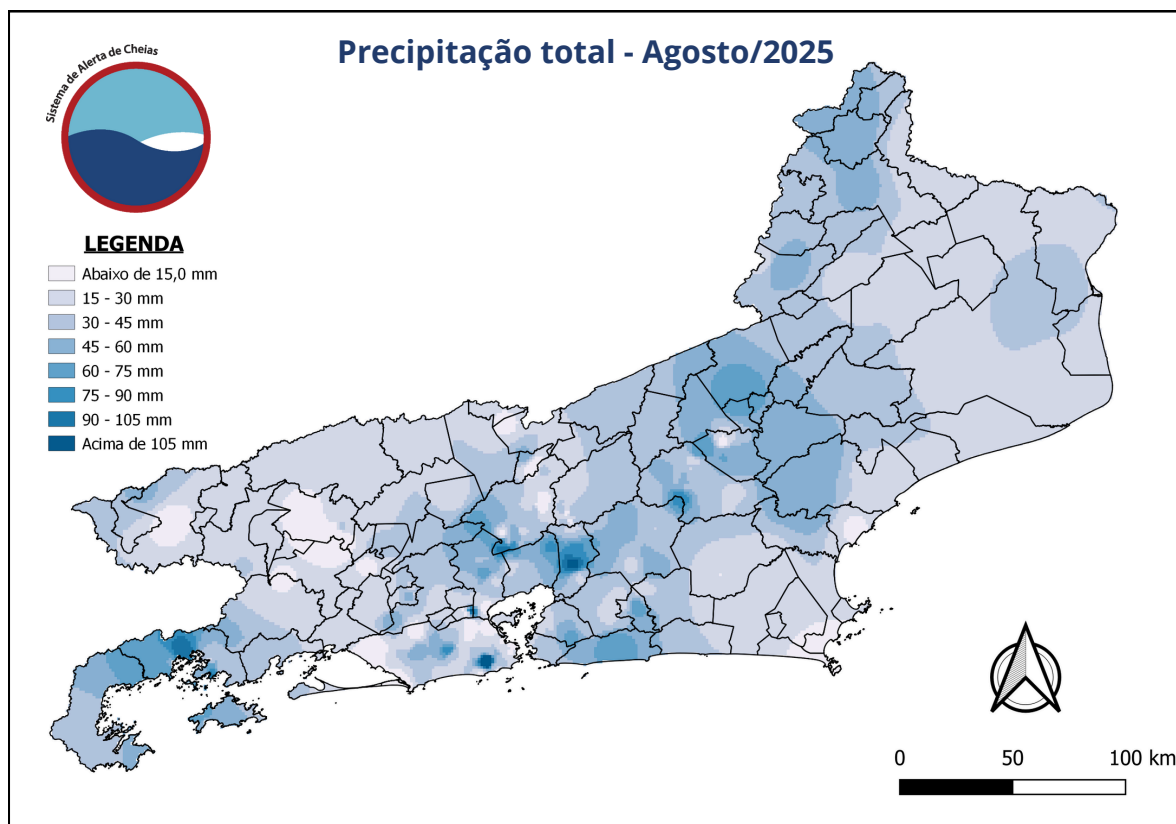 Sistema de Alerta de Cheias
Precipitação total - Agosto/2025
LEGENDA
Abaixo de 15,0 mm
15 - 30 mm
30 - 45 mm
45 - 60 mm
60 - 75 mm
75 - 90 mm
90 - 105 mm
Acima de 105 mm
0 50 100 km